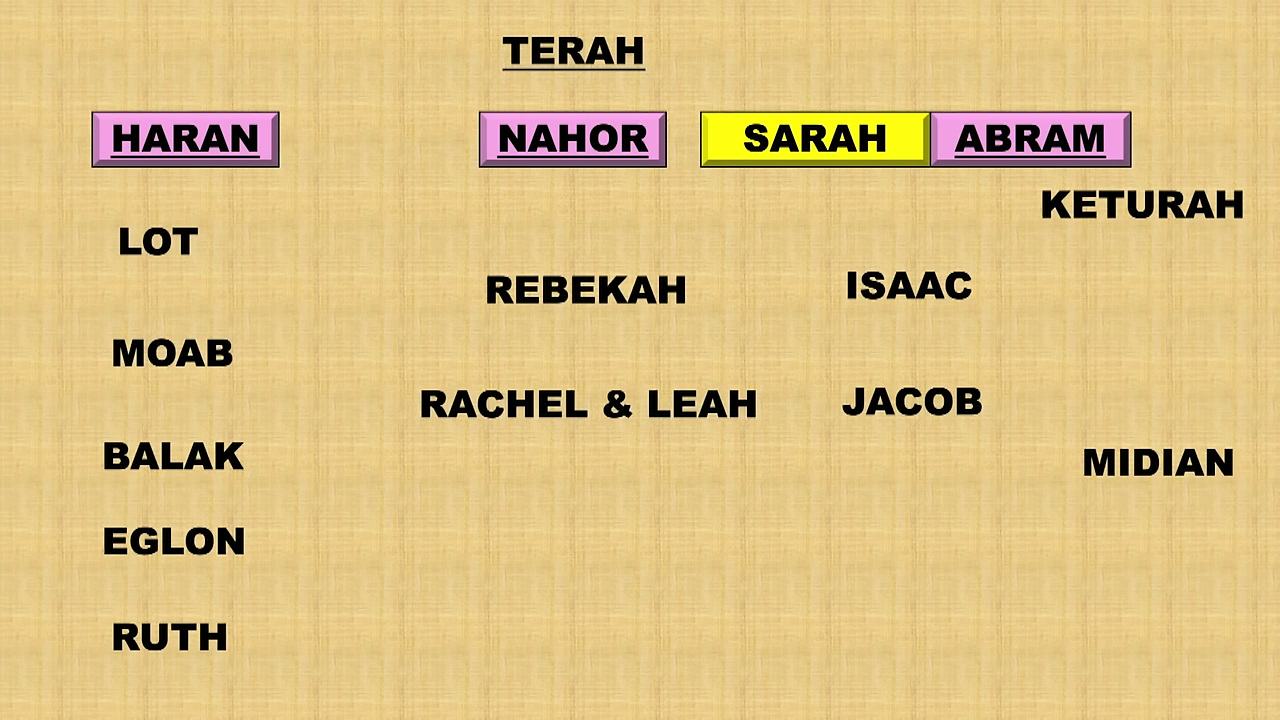 TERAH
HARAN NAHOR SARAH ABRAM
KETURAH
LOT
REBEKAH ISAAC
MOAB
RACHEL & LEAH JACOB
BALAK MIDIAN
EGLON
RUTH